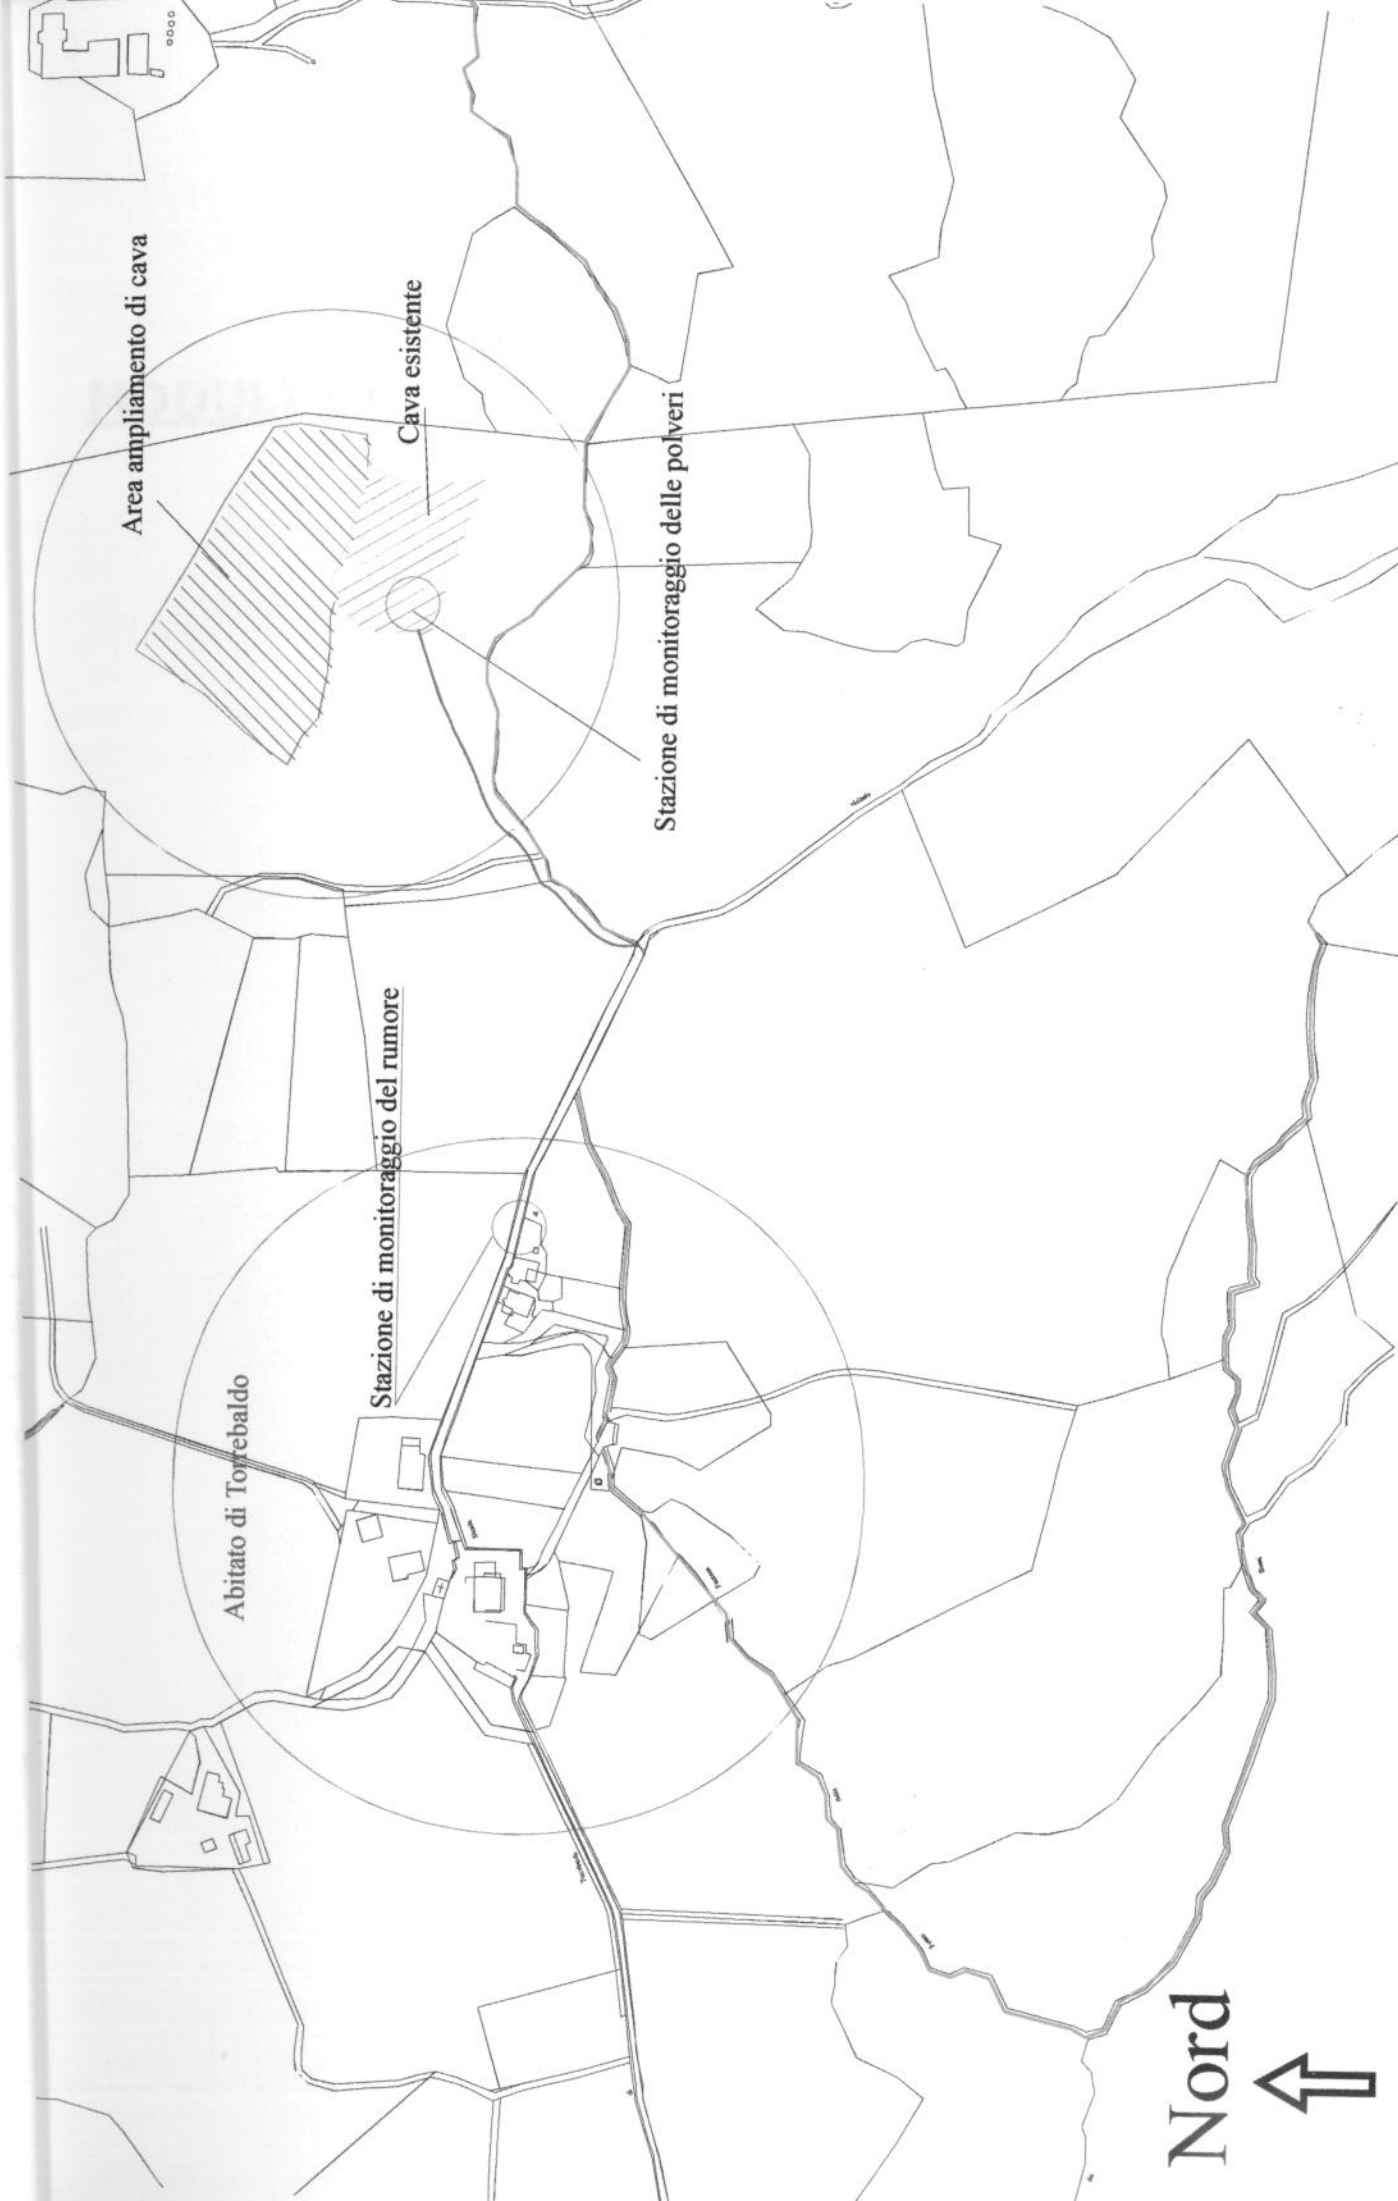 Area ampliamento di cava
Cava esistente
Stazione di monitoraggio delle polveri
Stazione di monitoraggio del rumore
Abitato di Torrebaldo
Nord